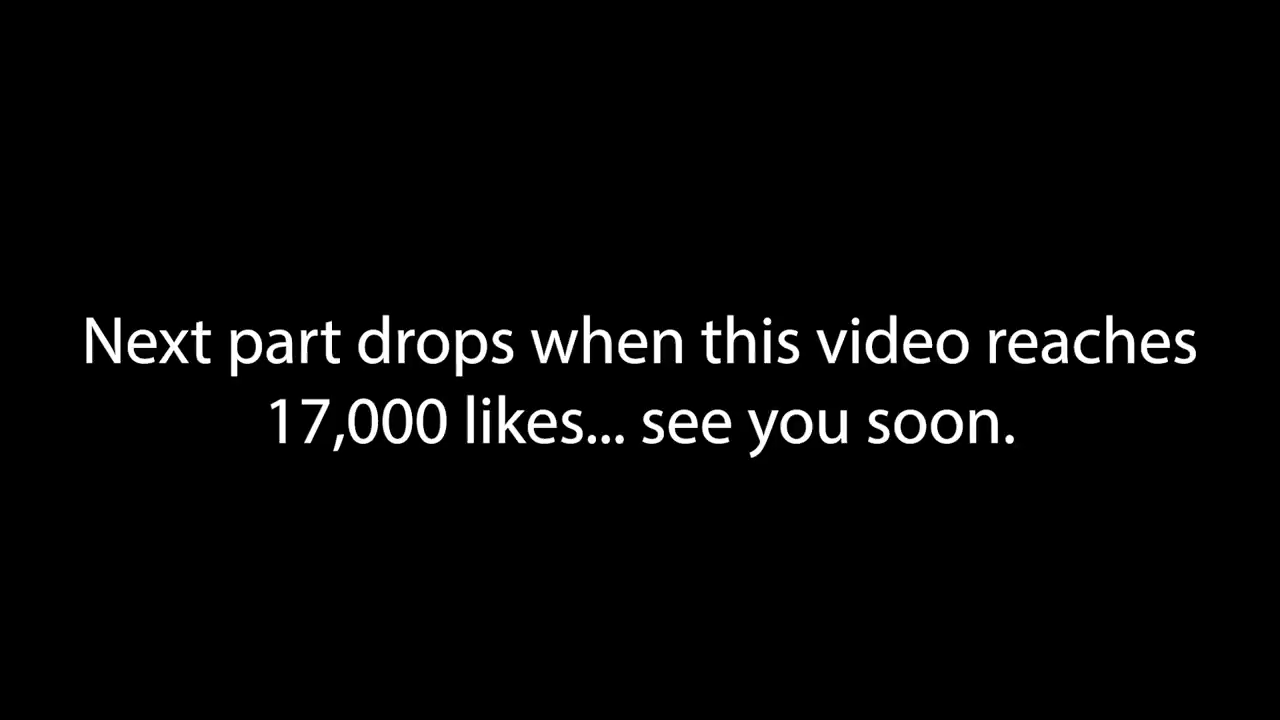 Next part drops when this video reaches
17,000 likes... see you soon.